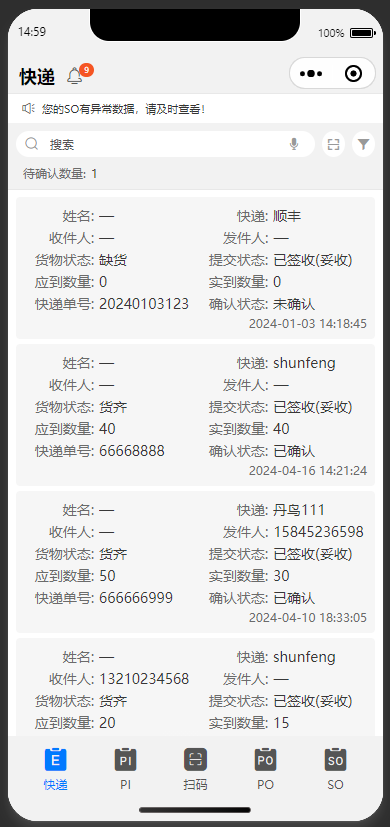 14:59 100%
快递 9
您的SO有异常数据，请及时查看!
搜索
待确认数量: 1
姓名: — 快递: 顺丰
收件人: — 发件人: —
货物状态: 缺货 提交状态: 已签收(妥收)
应到数量: 0 实到数量: 0
快递单号: 20240103123 确认状态: 未确认
2024-01-03 14:18:45
姓名: — 快递: shunfeng
收件人: — 发件人: —
货物状态: 货齐 提交状态: 已签收(妥收)
应到数量: 40 实到数量: 40
快递单号: 66668888 确认状态: 已确认
2024-04-16 14:21:24
姓名: — 快递: 丹鸟111
收件人: — 发件人: 15845236598
货物状态: 货齐 提交状态: 已签收(妥收)
应到数量: 50 实到数量: 30
快递单号: 666666999 确认状态: 已确认
2024-04-10 18:33:05
姓名: — 快递: shunfeng
收件人: 13210234568 发件人: —
货物状态: 货齐 提交状态: 已签收(妥收)
应到数量: 20 实到数量: 15
E PI PO SO
快递 PI 扫码 PO SO